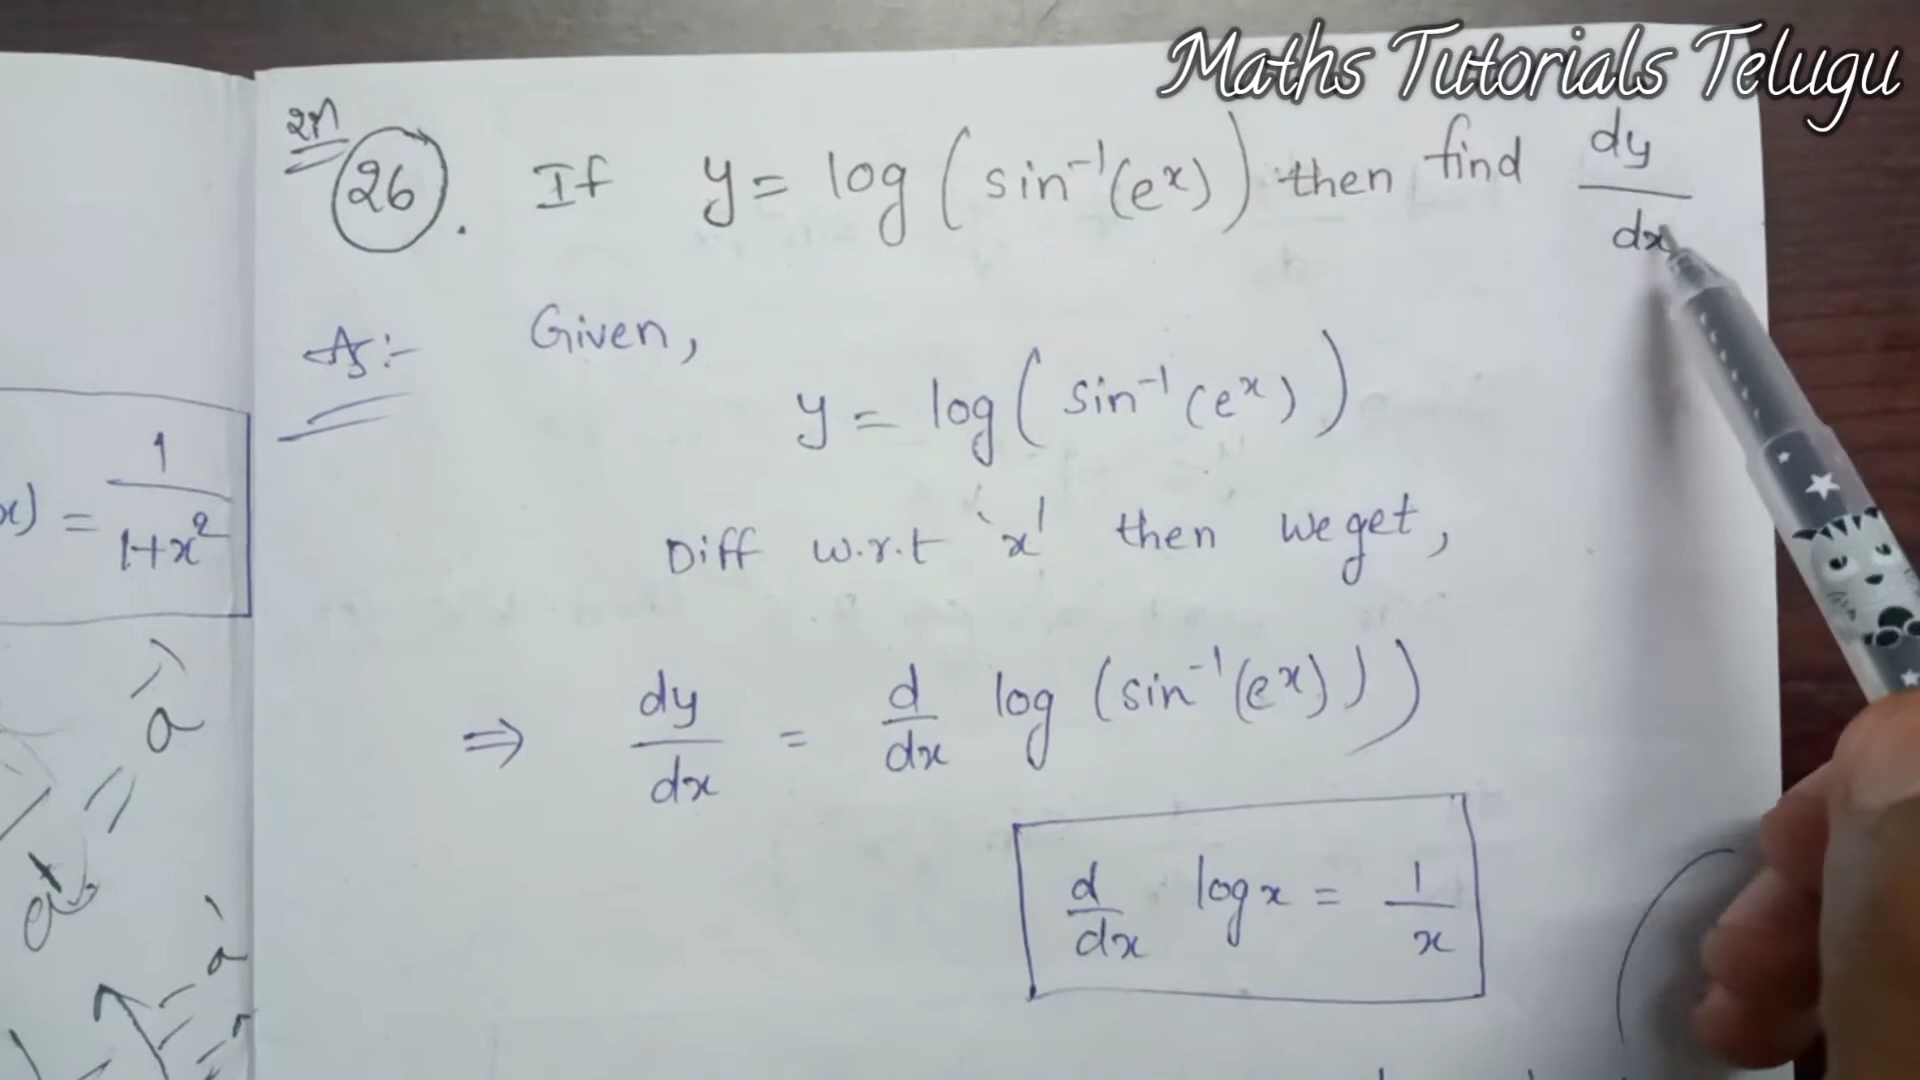 Maths Tutorials Telugu
26. If y = log (sin⁻¹(eˣ)) then find dy/dx
Given,
y = log (sin⁻¹(eˣ))
Diff w.r.t 'x' then we get,
⇒ dy/dx = d/dx log (sin⁻¹(eˣ)))
d/dx log x = 1/x
x) = 1/1+x²